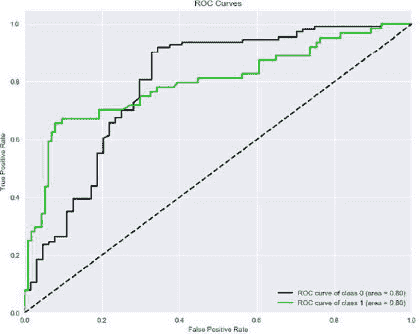 ROC Curves
True Positive Rate
1.0
0.8
0.6
0.4
0.2
0.0
0.0 0.2 0.4 0.6 0.8 1.0
False Positive Rate
ROC curve of class 0 (area = 0.80)
ROC curve of class 1 (area = 0.80)